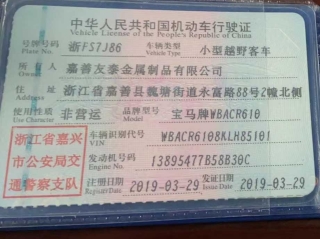 中华人民共和国机动车行驶证
Vehicle License of the People's Republic of China
号牌号码 浙F57J86 车辆类型 小型越野客车
Plate No. Vehicle Type
所有人 嘉善友泰金属制品有限公司
Owner
住址 浙江省嘉善县魏塘街道永富路88号2幢北侧
Address
使用性质 非营运 品牌型号 宝马牌WBACR610
Use Character Model
浙江省嘉兴市公安局交通警察支队
车辆识别代号 WBACR6108KLH85101
VIN
发动机号码 13895477B58B30C
Engine No.
注册日期 2019-03-29 发证日期 2019-03-29
Register Date Issue Date